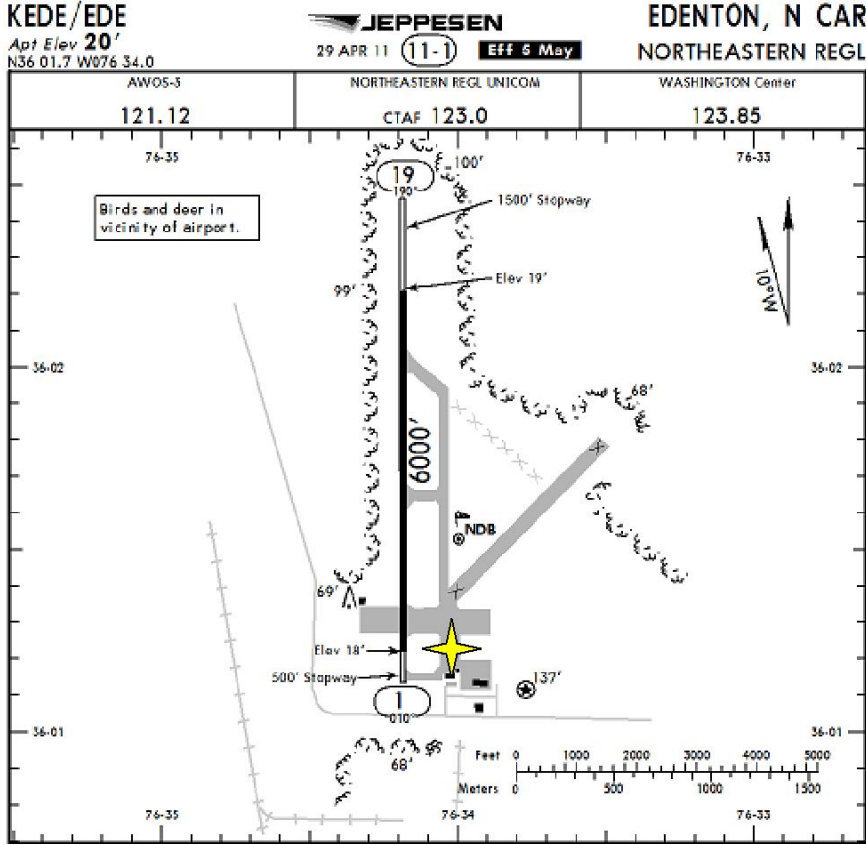 KEDE/EDE
Apt Elev 20'
N36 01.7 W076 34.0
JEPPESEN
29 APR 11 11-1 Eff 5 May
EDENTON, N CAR
NORTHEASTERN REGL
AWOS-3
121.12
NORTHEASTERN REGL UNICOM
CTAF 123.0
WASHINGTON Center
123.85
76-35
76-33
100'
19
190°
1500' Stopway
Birds and deer in
vicinity of airport.
10°W
Elev 19'
99'
36-02
36-02
68'
6000'
NDB
69'
Elev 18'
500' Stopway
137'
1
010°
36-01
36-01
68'
Feet 0 1000 2000 3000 4000 5000
Meters 0 500 1000 1500
76-35
76-34
76-33